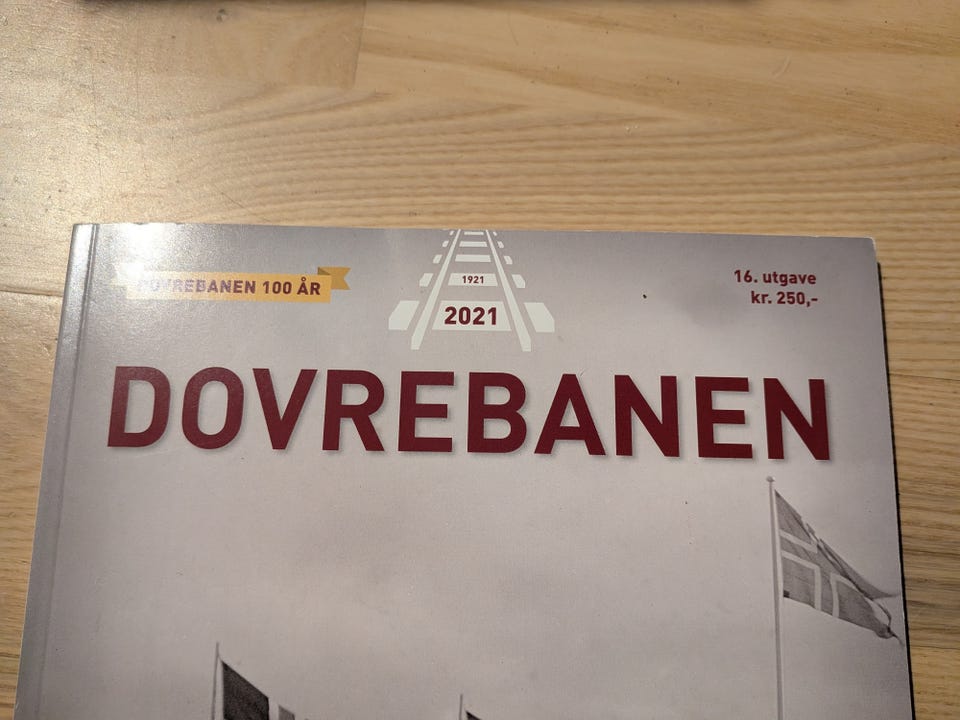 DOVREBANEN 100 ÅR
1921
2021
16. utgave
kr. 250,-
DOVREBANEN